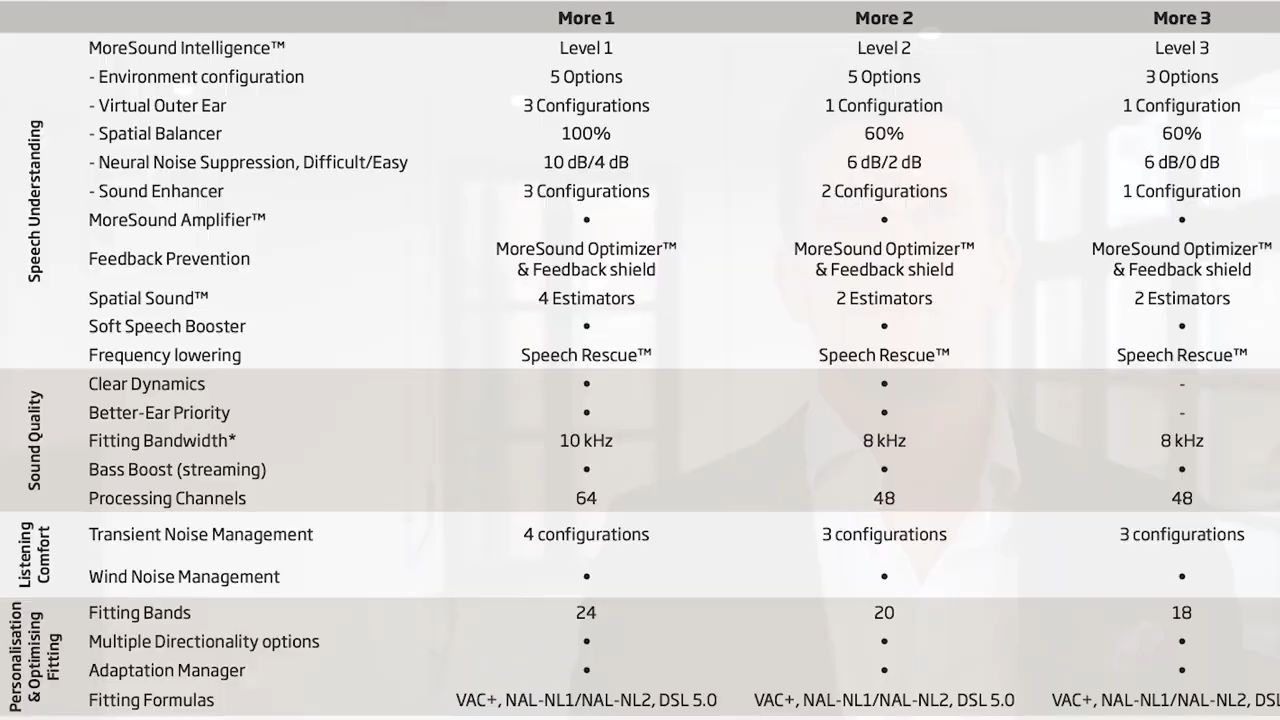 More 1 More 2 More 3
Speech Understanding
MoreSound Intelligence™ Level 1 Level 2 Level 3
- Environment configuration 5 Options 5 Options 3 Options
- Virtual Outer Ear 3 Configurations 1 Configuration 1 Configuration
- Spatial Balancer 100% 60% 60%
- Neural Noise Suppression, Difficult/Easy 10 dB/4 dB 6 dB/2 dB 6 dB/0 dB
- Sound Enhancer 3 Configurations 2 Configurations 1 Configuration
MoreSound Amplifier™ • • •
Feedback Prevention
MoreSound Optimizer™ MoreSound Optimizer™ MoreSound Optimizer™
& Feedback shield & Feedback shield & Feedback shield
Spatial Sound™ 4 Estimators 2 Estimators 2 Estimators
Soft Speech Booster • • •
Frequency lowering Speech Rescue™ Speech Rescue™ Speech Rescue™
Sound Quality
Clear Dynamics • • -
Better-Ear Priority • • -
Fitting Bandwidth* 10 kHz 8 kHz 8 kHz
Bass Boost (streaming) • • •
Processing Channels 64 48 48
Listening
Comfort
Transient Noise Management 4 configurations 3 configurations 3 configurations
Wind Noise Management • • •
Personalisation
& Optimising
Fitting
Fitting Bands 24 20 18
Multiple Directionality options • • •
Adaptation Manager • • •
Fitting Formulas VAC+, NAL-NL1/NAL-NL2, DSL 5.0 VAC+, NAL-NL1/NAL-NL2, DSL 5.0 VAC+, NAL-NL1/NAL-NL2, DSL